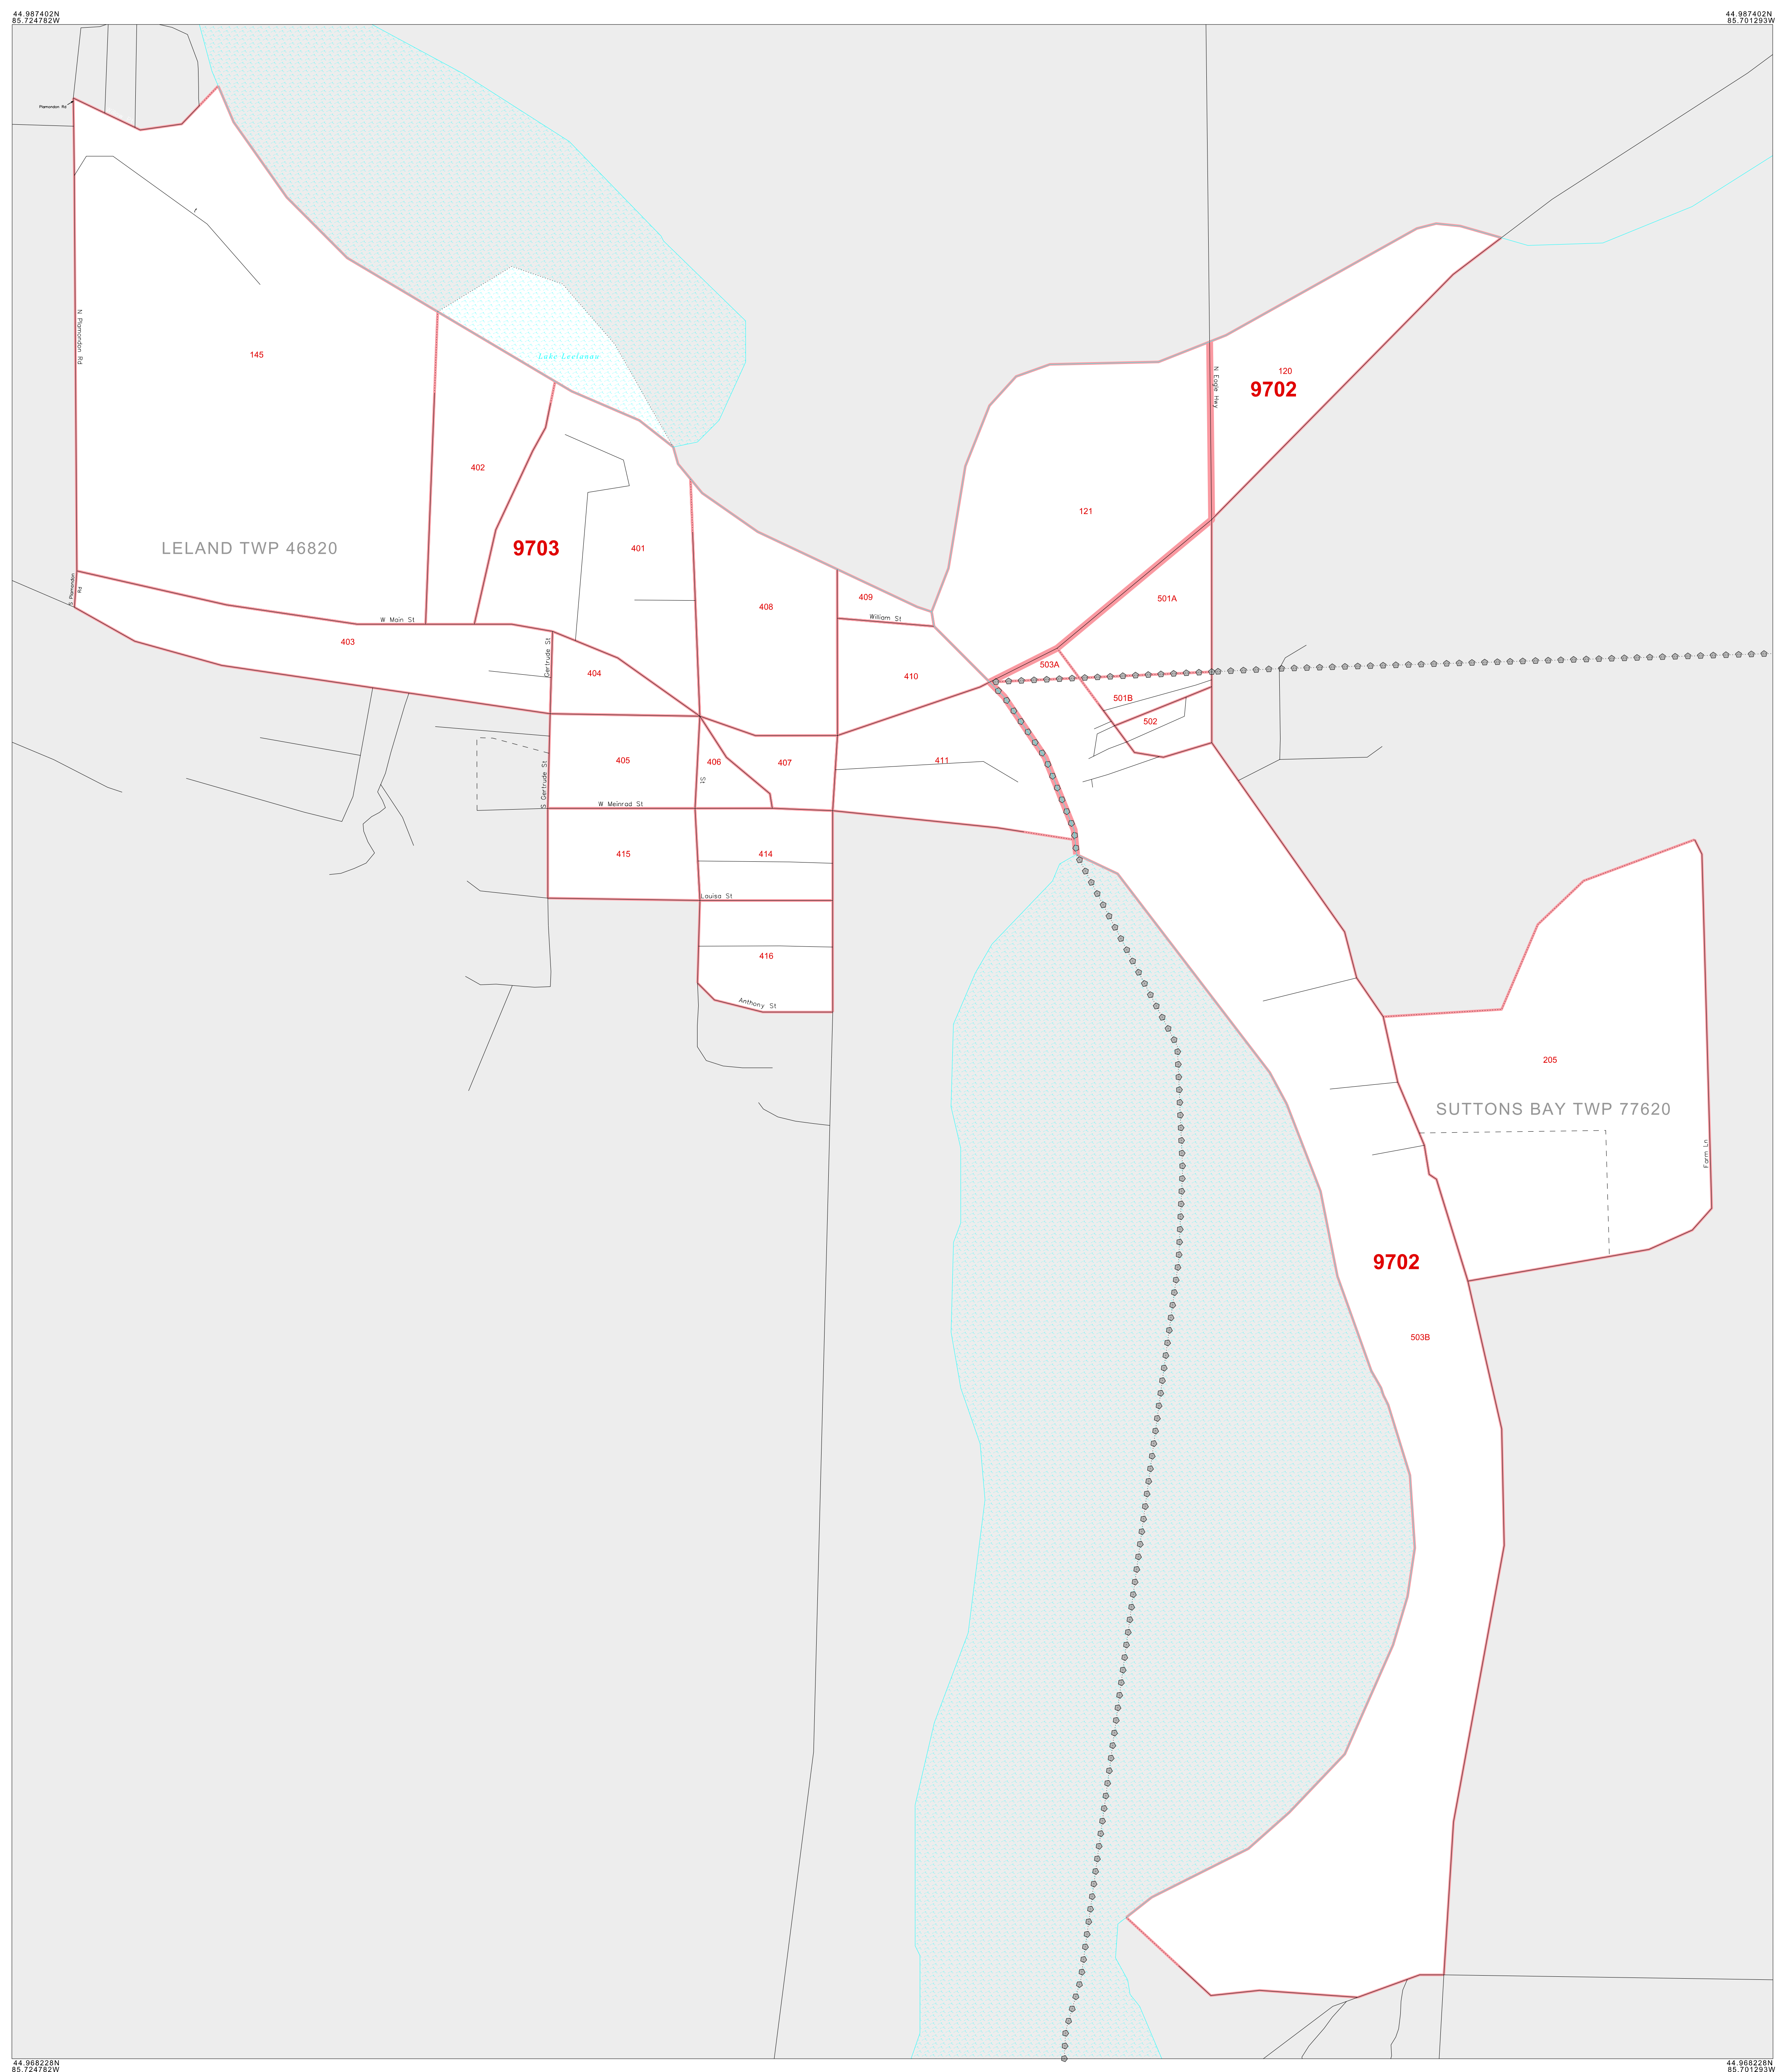 44.987402N
85.724782W
44.987402N
85.701293W
Plamondon Rd
N Plamondon Rd
145
Lake Leelanau
120
9702
N Eagle Hwy
402
121
LELAND TWP 46820
9703
401
S Plamondon
Rd
501A
408
409
William St
W Main St
403
Gertrude St
404
410
503A
501B
502
405
406
407
411
St
S Gertrude St
W Meinrad St
415
414
Louisa St
416
Anthony St
205
SUTTONS BAY TWP 77620
Farm Ln
9702
503B
44.968228N
85.724782W
44.968228N
85.701293W